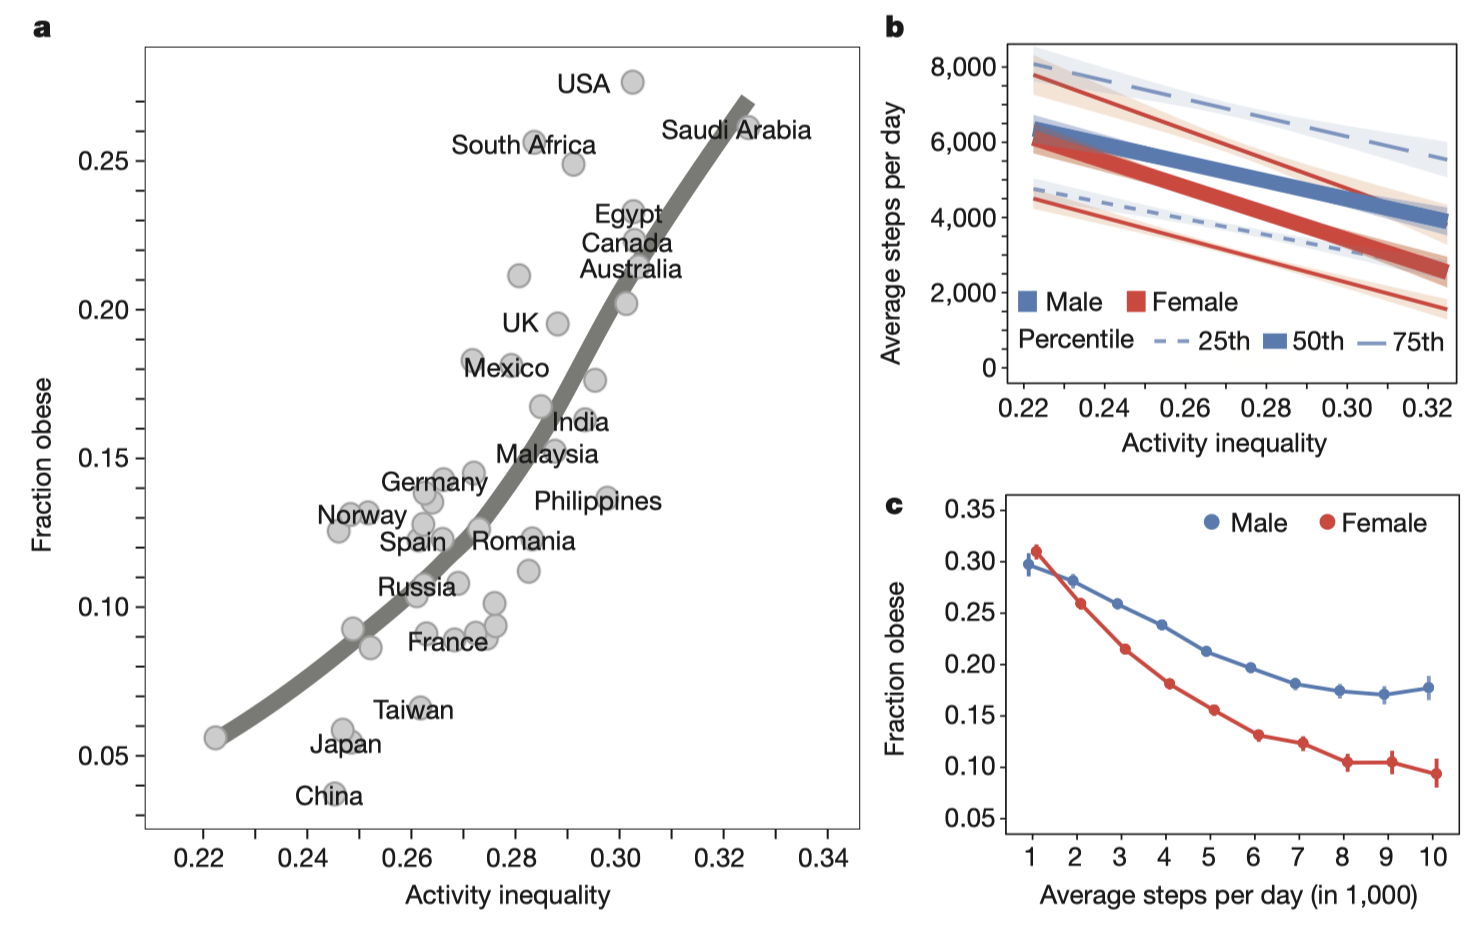 a
USA
Saudi Arabia
South Africa
0.25
Egypt
Canada
Australia
0.20
UK
Mexico
India
Malaysia
0.15
Germany
Philippines
Norway
Spain
Romania
Russia
0.10
France
Taiwan
0.05
Japan
China
Fraction obese
0.22 0.24 0.26 0.28 0.30 0.32 0.34
Activity inequality
b
8,000
6,000
4,000
2,000
0
Average steps per day
Male Female
Percentile 25th 50th 75th
0.22 0.24 0.26 0.28 0.30 0.32
Activity inequality
c
0.35
Male Female
0.30
0.25
0.20
0.15
0.10
0.05
Fraction obese
1 2 3 4 5 6 7 8 9 10
Average steps per day (in 1,000)